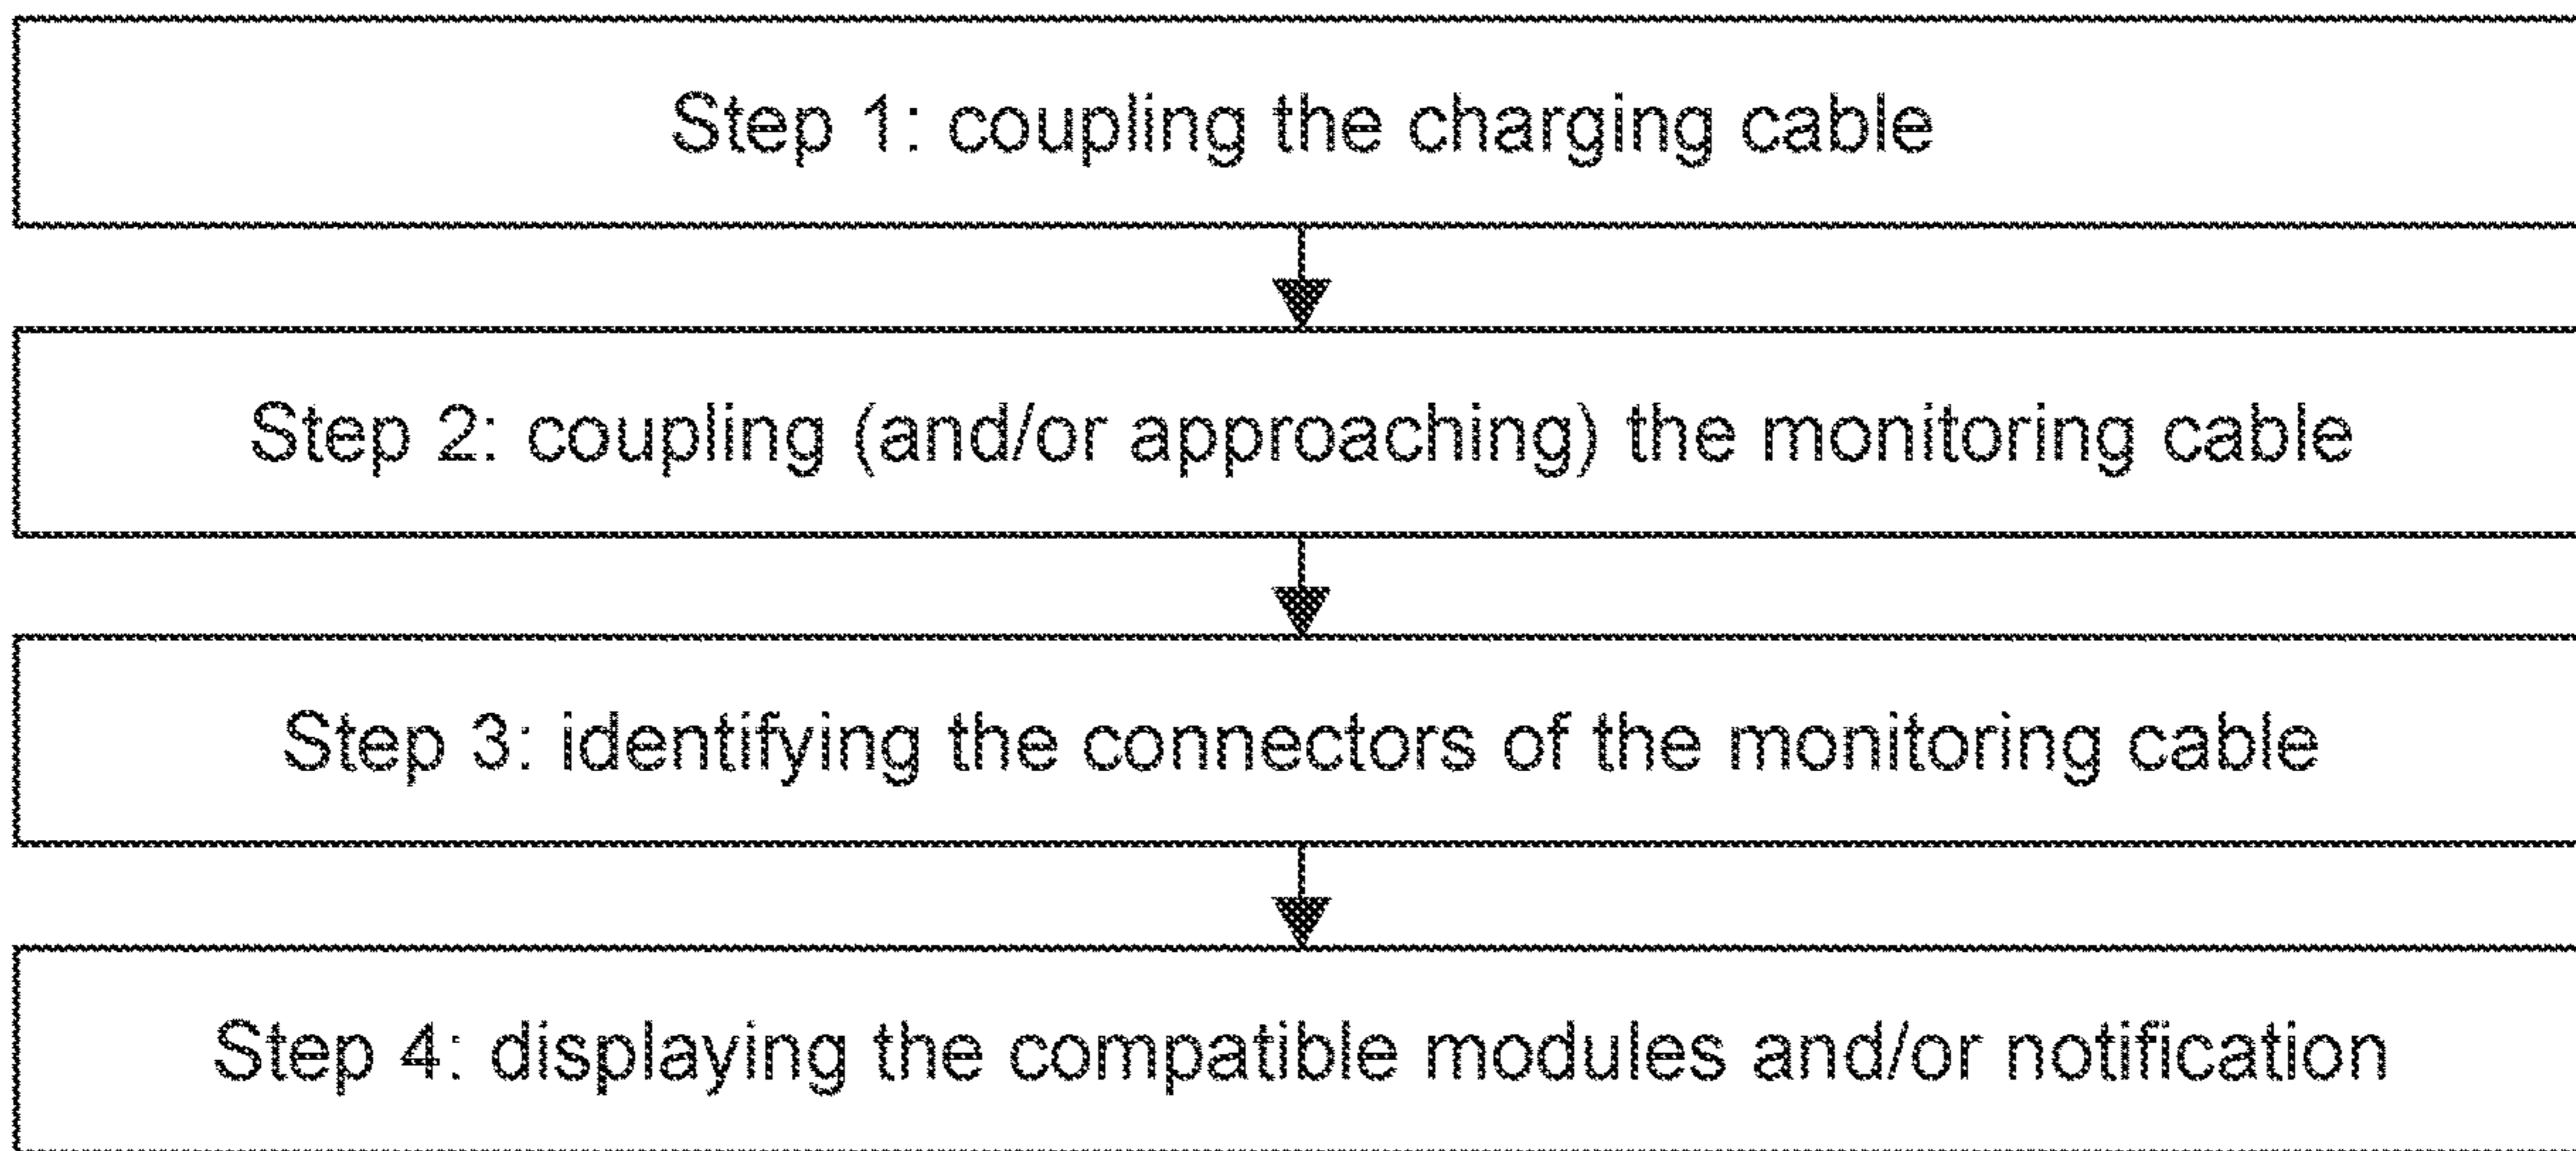 Step 1: coupling the charging cable
Step 2: coupling (and/or approaching) the monitoring cable
Step 3: identifying the connectors of the monitoring cable
Step 4: displaying the compatible modules and/or notification